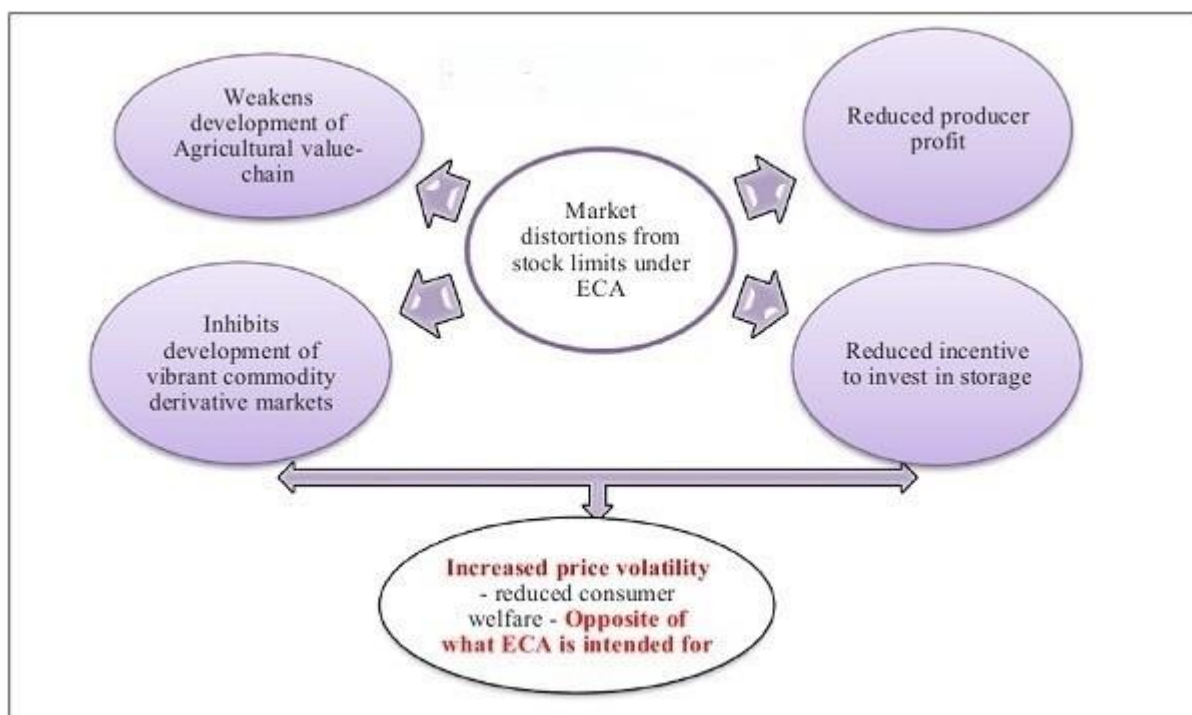 Weakens
development of
Agricultural value-
chain
Reduced producer
profit
Market
distortions from
stock limits under
ECA
Inhibits
development of
vibrant commodity
derivative markets
Reduced incentive
to invest in storage
Increased price volatility
- reduced consumer
welfare - Opposite of
what ECA is intended for